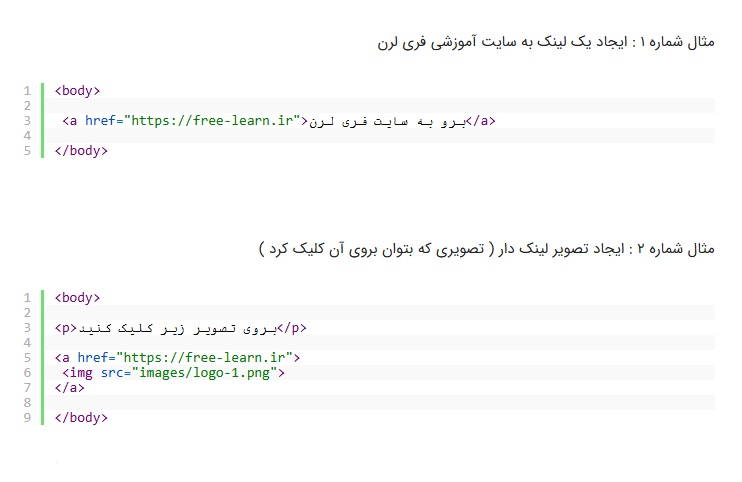 مثال شماره ۱ : ایجاد یک لینک به سایت آموزشی فری لرن
1 <body>
2
3 <a href="https://free-learn.ir">برو به سایت فری لرن</a>
4
5 </body>
مثال شماره ۲ : ایجاد تصویر لینک دار ( تصویری که بتوان بروی آن کلیک کرد )
1 <body>
2
3 <p>بروی تصویر زیر کلیک کنید</p>
4
5 <a href="https://free-learn.ir">
6 <img src="images/logo-1.png">
7 </a>
8
9 </body>